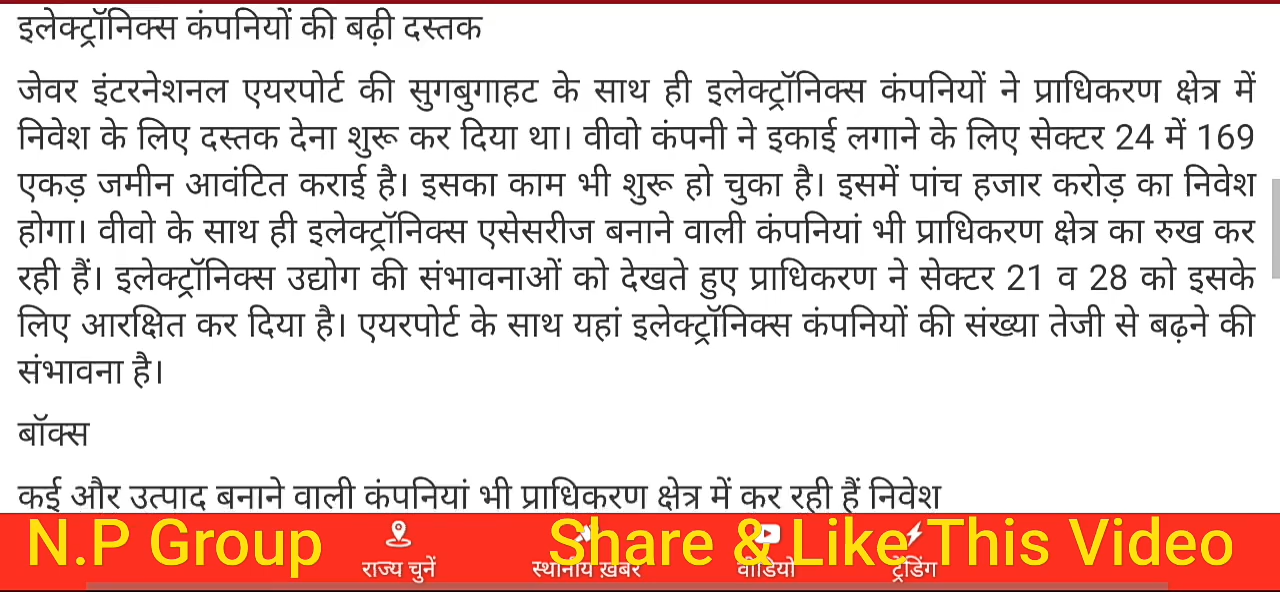 इलेक्ट्रॉनिक्स कंपनियों की बढ़ी दस्तक
जेवर इंटरनेशनल एयरपोर्ट की सुगबुगाहट के साथ ही इलेक्ट्रॉनिक्स कंपनियों ने प्राधिकरण क्षेत्र में
निवेश के लिए दस्तक देना शुरू कर दिया था। वीवो कंपनी ने इकाई लगाने के लिए सेक्टर 24 में 169
एकड़ जमीन आवंटित कराई है। इसका काम भी शुरू हो चुका है। इसमें पांच हजार करोड़ का निवेश
होगा। वीवो के साथ ही इलेक्ट्रॉनिक्स एसेसरीज बनाने वाली कंपनियां भी प्राधिकरण क्षेत्र का रुख कर
रही हैं। इलेक्ट्रॉनिक्स उद्योग की संभावनाओं को देखते हुए प्राधिकरण ने सेक्टर 21 व 28 को इसके
लिए आरक्षित कर दिया है। एयरपोर्ट के साथ यहां इलेक्ट्रॉनिक्स कंपनियों की संख्या तेजी से बढ़ने की
संभावना है।
बॉक्स
कई और उत्पाद बनाने वाली कंपनियां भी प्राधिकरण क्षेत्र में कर रही हैं निवेश
N.P Group Share & Like This Video
राज्य चुनें स्थानीय ख़बरें वीडियो ट्रेंडिंग